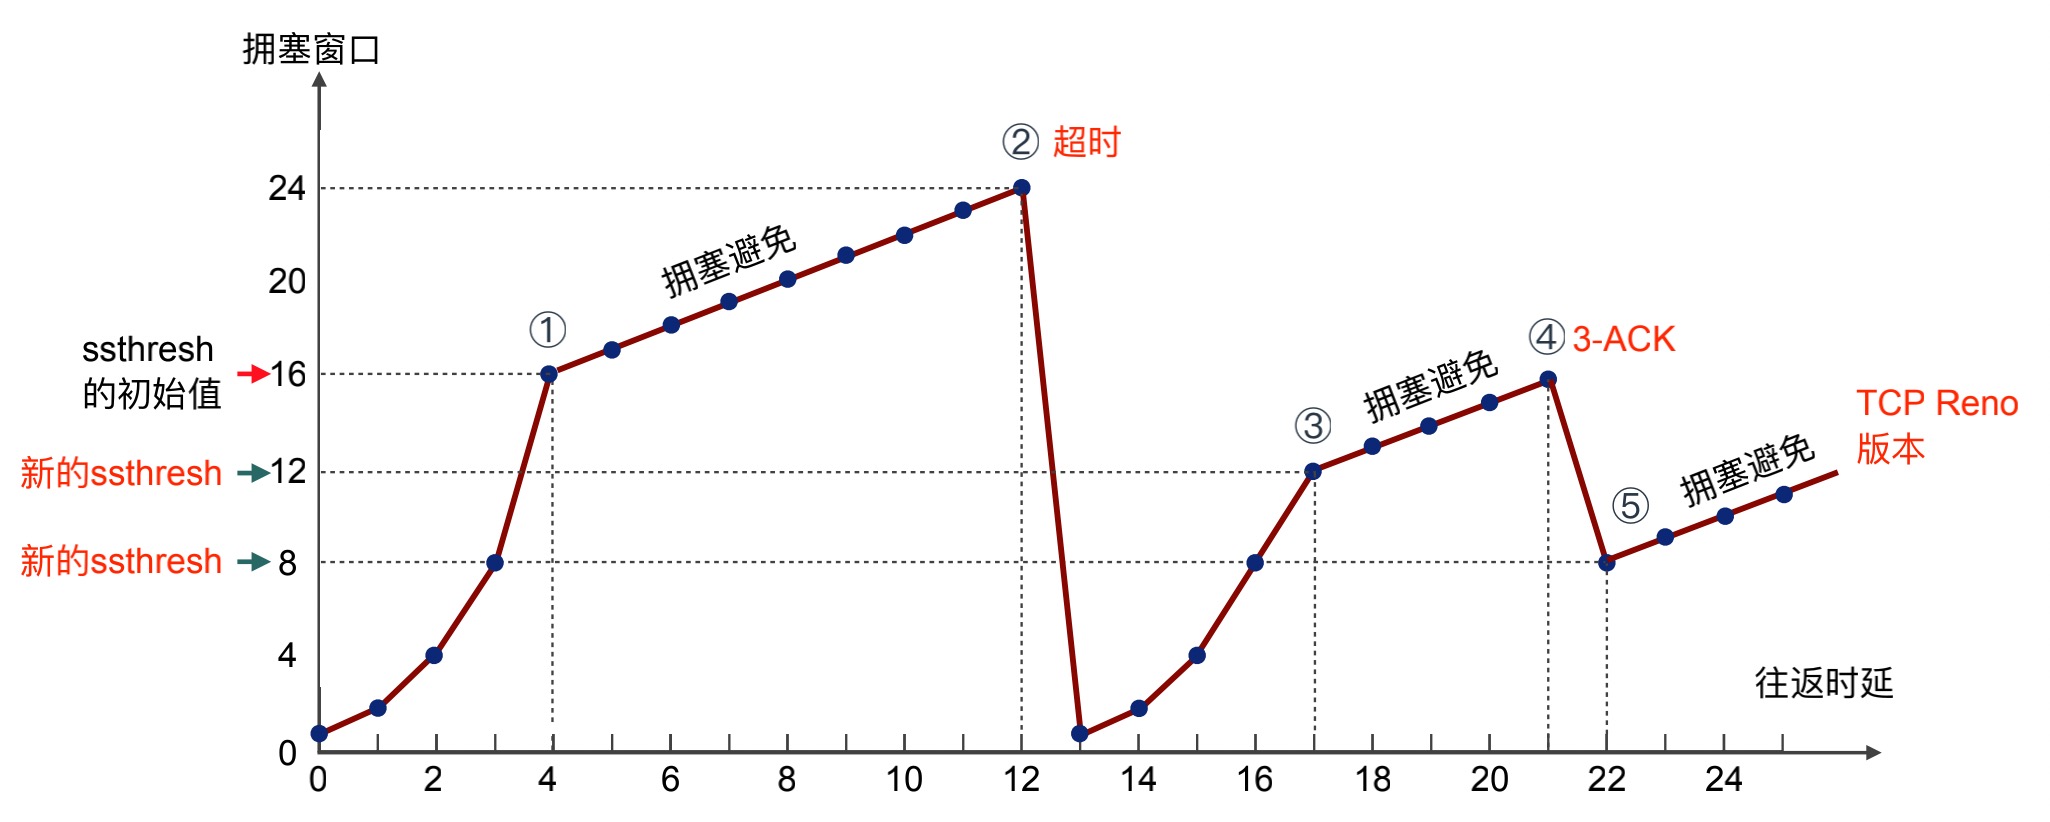 拥塞窗口
② 超时
24
拥塞避免
20
①
④ 3-ACK
ssthresh
的初始值
16
拥塞避免
TCP Reno
版本
③
新的ssthresh
12
拥塞避免
⑤
新的ssthresh
8
4
往返时延
0
0 2 4 6 8 10 12 14 16 18 20 22 24